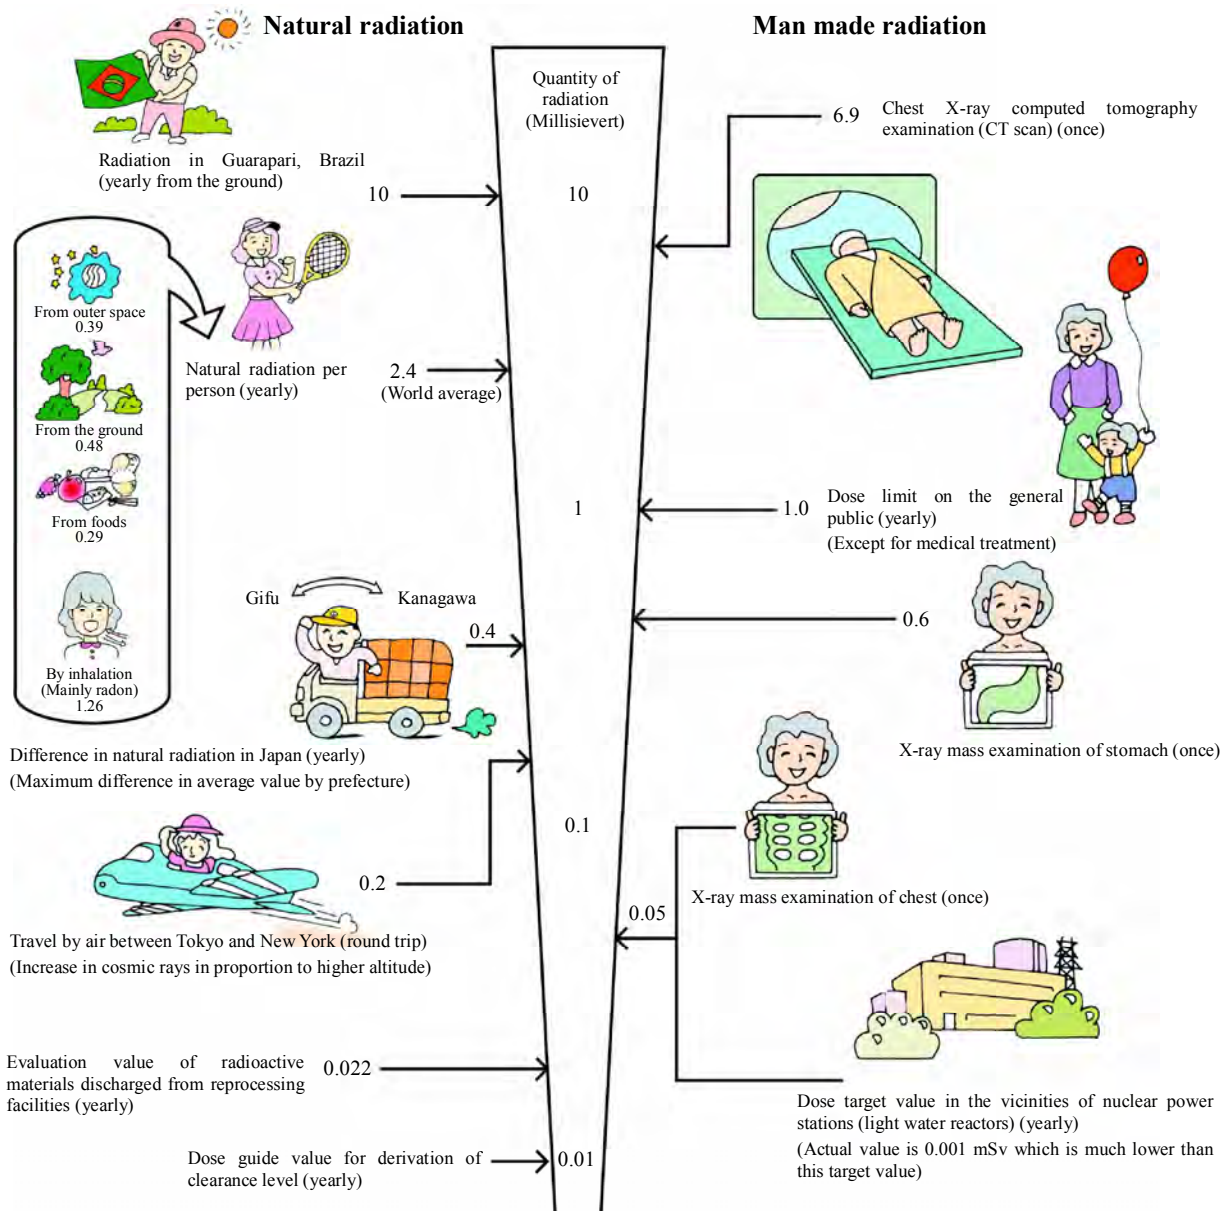 Natural radiation
Man made radiation
Quantity of
radiation
(Millisievert)
6.9
Chest X-ray computed tomography
examination (CT scan) (once)
Radiation in Guarapari, Brazil
(yearly from the ground)
10
10
From outer space
0.39
Natural radiation per
person (yearly)
2.4
(World average)
From the ground
0.48
From foods
0.29
1
1.0
Dose limit on the general
public (yearly)
(Except for medical treatment)
Gifu
Kanagawa
0.4
0.6
By inhalation
(Mainly radon)
1.26
Difference in natural radiation in Japan (yearly)
(Maximum difference in average value by prefecture)
X-ray mass examination of stomach (once)
0.1
0.2
X-ray mass examination of chest (once)
0.05
Travel by air between Tokyo and New York (round trip)
(Increase in cosmic rays in proportion to higher altitude)
Evaluation value of radioactive
materials discharged from reprocessing
facilities (yearly)
0.022
Dose target value in the vicinities of nuclear power
stations (light water reactors) (yearly)
(Actual value is 0.001 mSv which is much lower than
this target value)
Dose guide value for derivation of
clearance level (yearly)
0.01